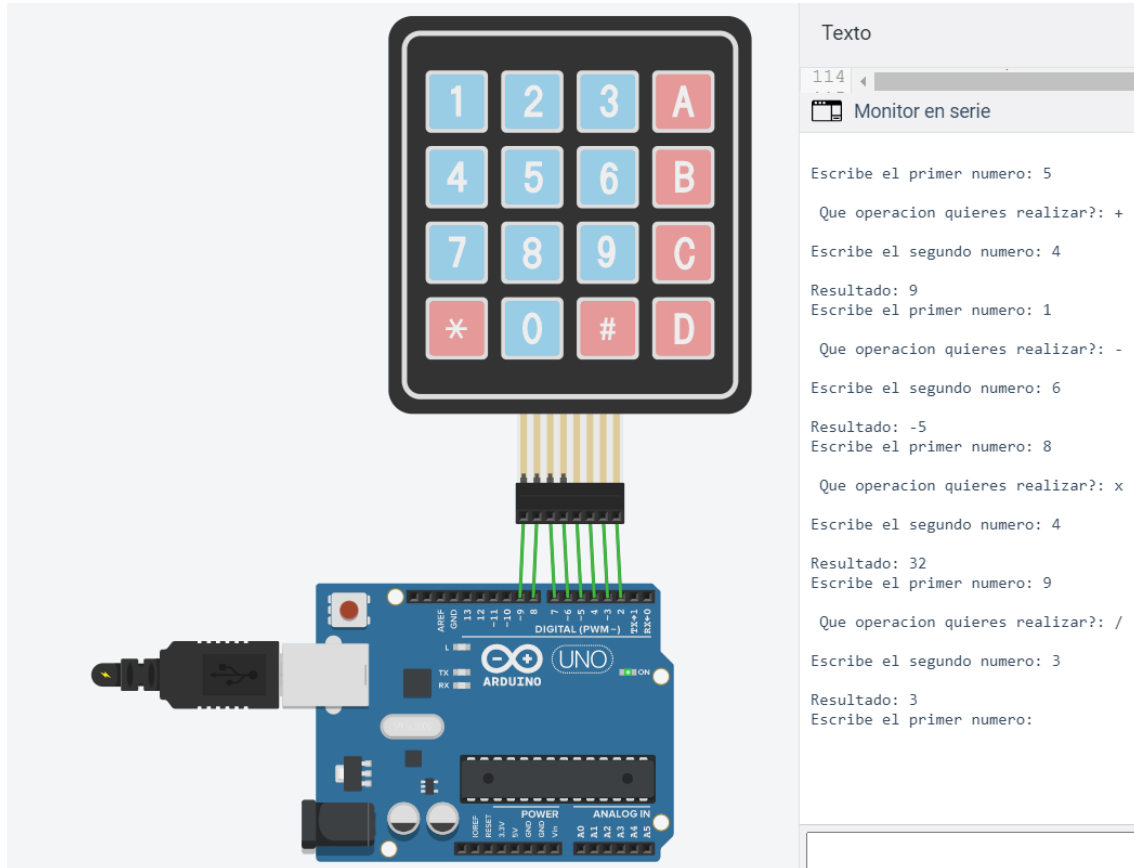 1 2 3 A
4 5 6 B
7 8 9 C
* 0 # D
AREF
GND
13
12
~11
~10
~9
8
7
~6
~5
4
~3
2
TX→1
RX←0
DIGITAL (PWM~)
L
TX
RX
UNO
ON
ARDUINO
POWER
ANALOG IN
IOREF
RESET
3.3V
5V
GND
GND
Vin
A0
A1
A2
A3
A4
A5
Texto
114
Monitor en serie
Escribe el primer numero: 5
Que operacion quieres realizar?: +
Escribe el segundo numero: 4
Resultado: 9
Escribe el primer numero: 1
Que operacion quieres realizar?: -
Escribe el segundo numero: 6
Resultado: -5
Escribe el primer numero: 8
Que operacion quieres realizar?: x
Escribe el segundo numero: 4
Resultado: 32
Escribe el primer numero: 9
Que operacion quieres realizar?: /
Escribe el segundo numero: 3
Resultado: 3
Escribe el primer numero: